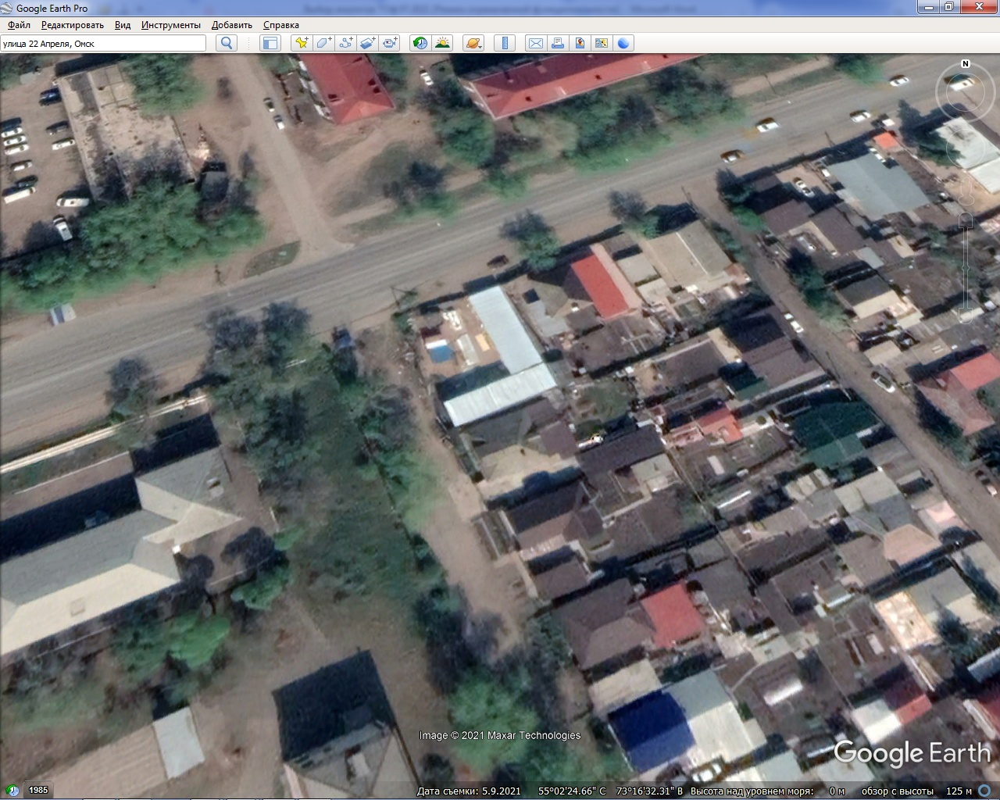 Google Earth Pro
Файл Редактировать Вид Инструменты Добавить Справка
улица 22 Апреля, Омск
N
Image © 2021 Maxar Technologies
Google Earth
1985
Дата съемки: 5.9.2021 55°02'24.66" С 73°16'32.31" В Высота над уровнем моря: 0 м обзор с высоты 125 м